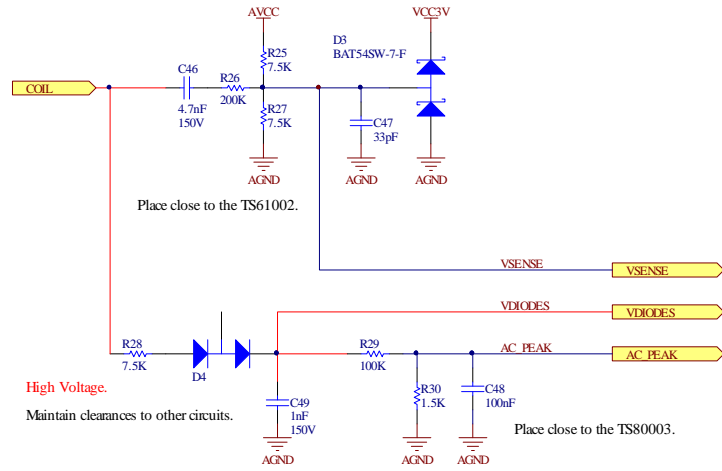 AVCC
VCC3V
D3
BAT54SW-7-F
R25
7.5K
COIL
C46
4.7nF
150V
R26
200K
R27
7.5K
C47
33pF
AGND
AGND
AGND
Place close to the TS61002.
VSENSE
VSENSE
VDIODES
VDIODES
R28
7.5K
D4
R29
100K
AC_PEAK
AC_PEAK
High Voltage.
Maintain clearances to other circuits.
C49
1nF
150V
R30
1.5K
C48
100nF
Place close to the TS80003.
AGND
AGND
AGND